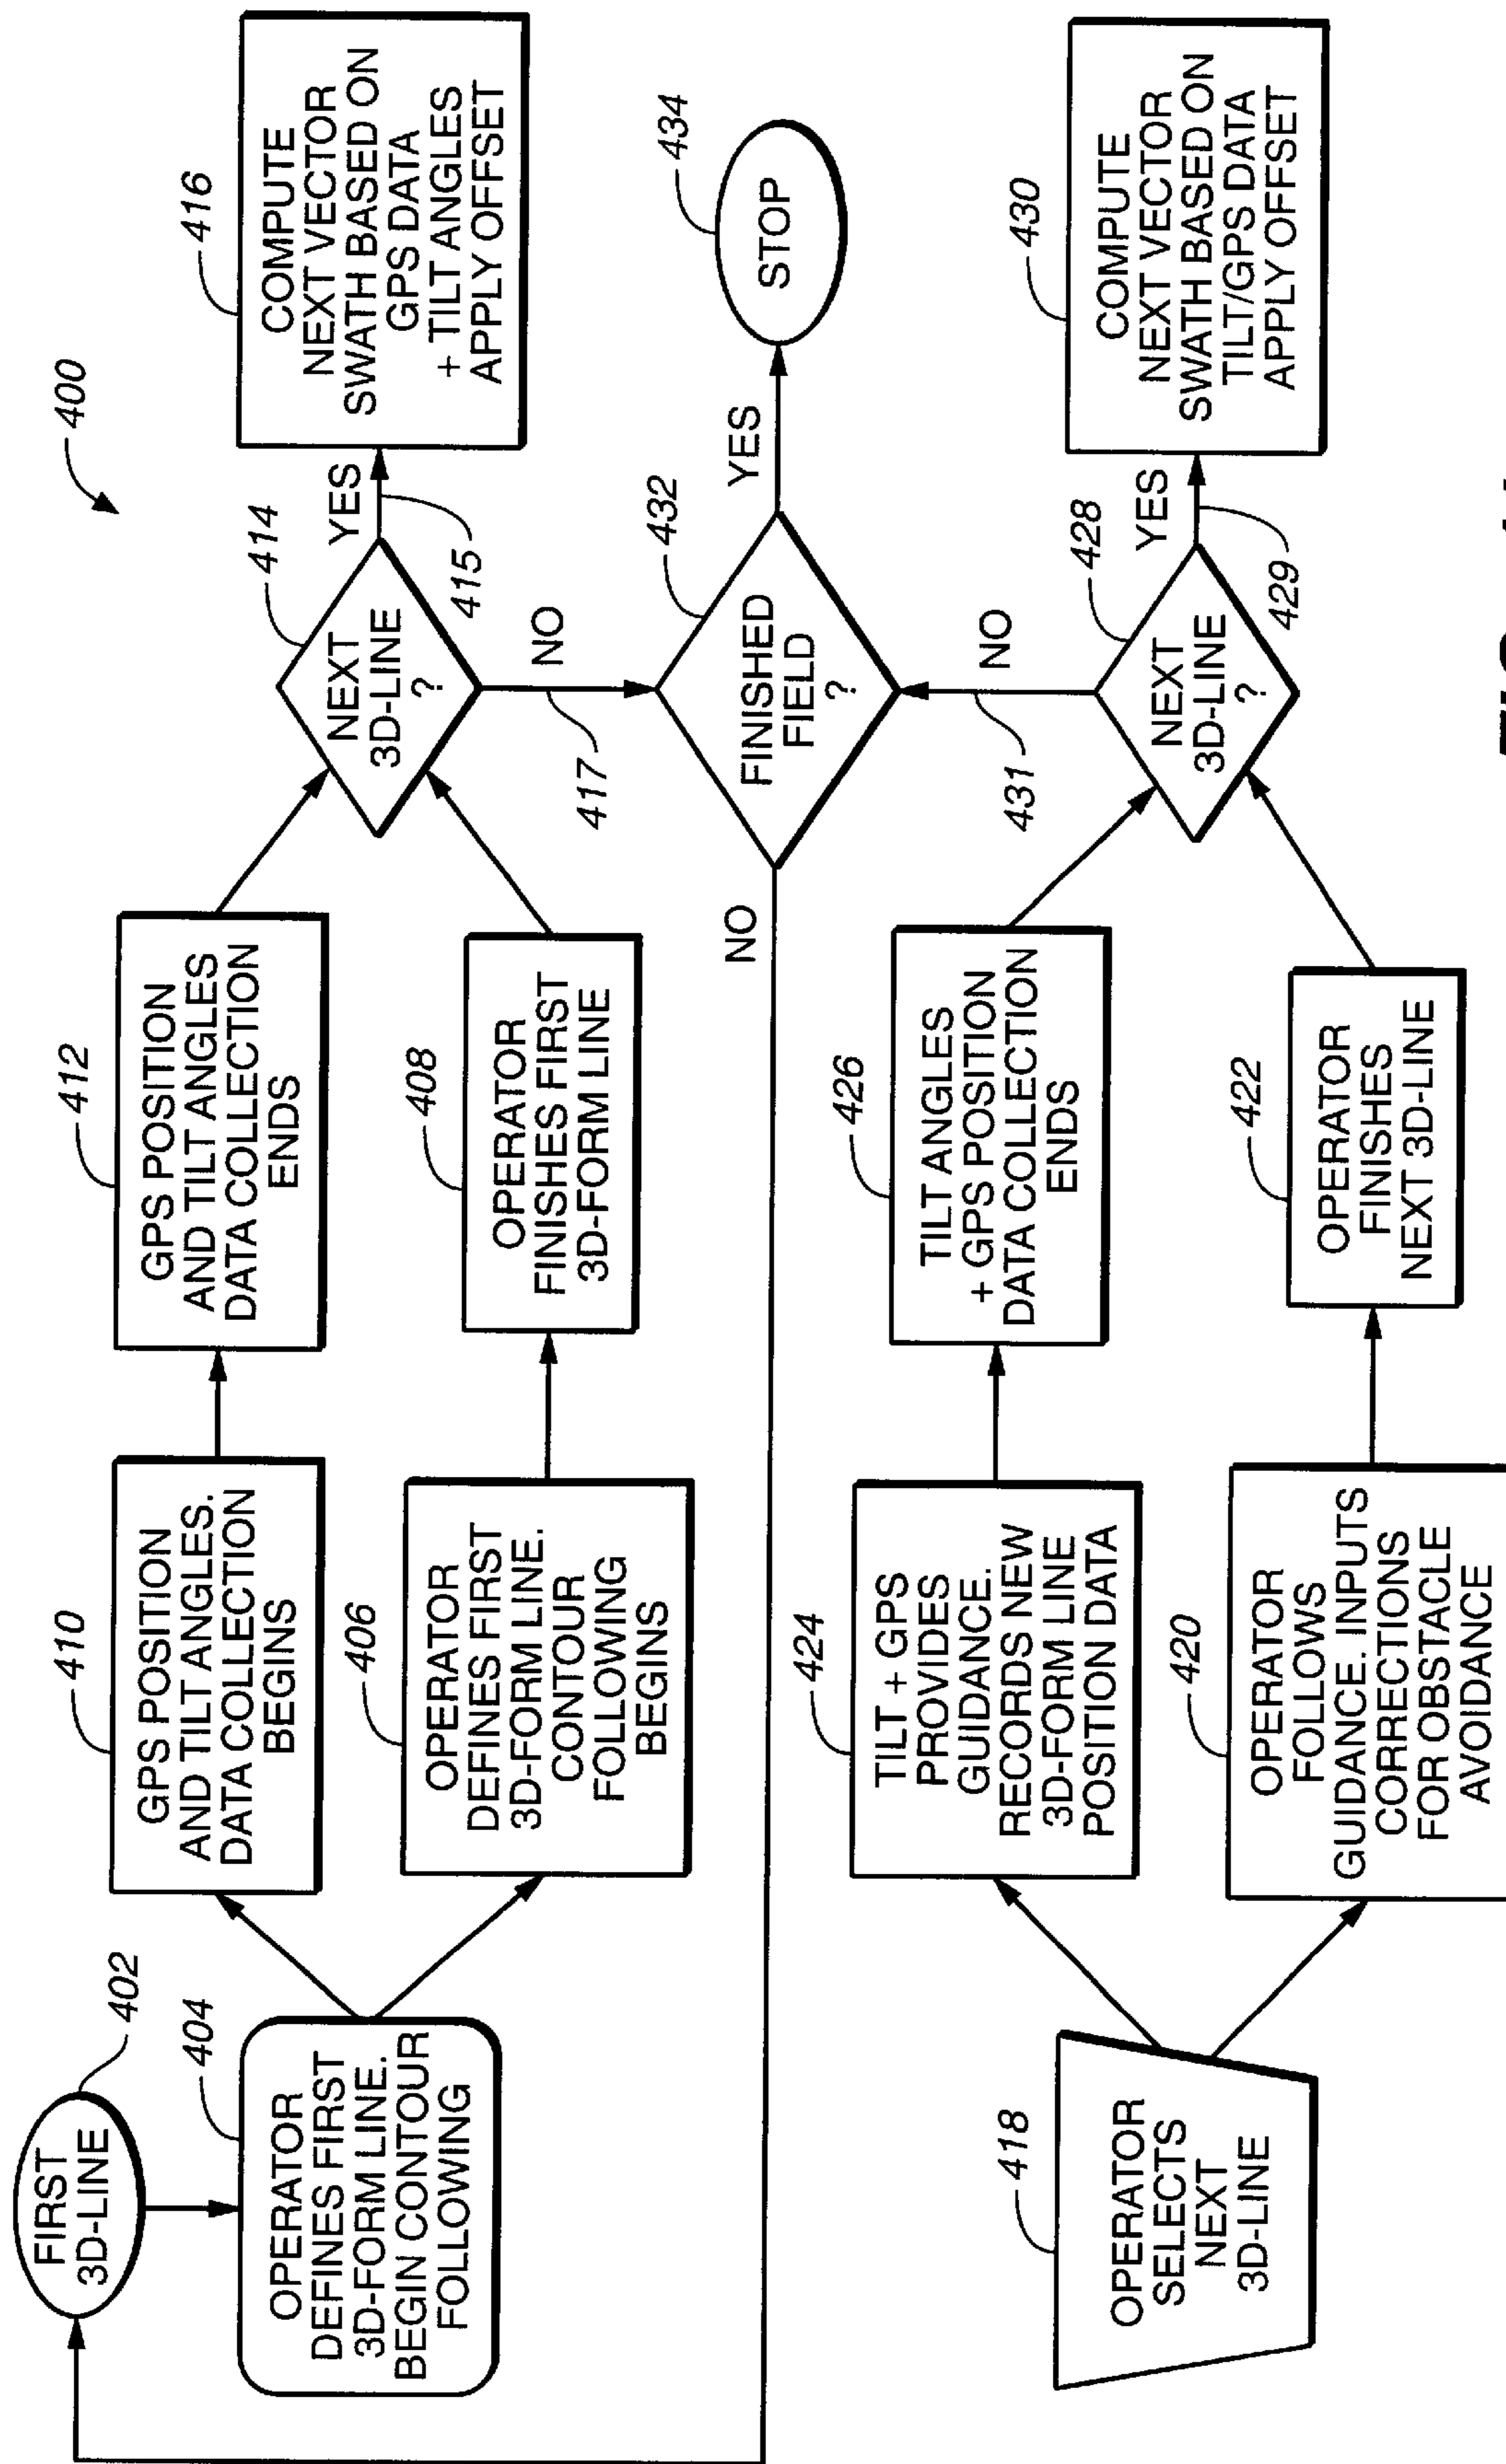 400
FIRST
3D-LINE
402
404
OPERATOR
DEFINES FIRST
3D-FORM LINE.
BEGIN CONTOUR
FOLLOWING
410
GPS POSITION
AND TILT ANGLES.
DATA COLLECTION
BEGINS
412
GPS POSITION
AND TILT ANGLES
DATA COLLECTION
ENDS
406
OPERATOR
DEFINES FIRST
3D-FORM LINE.
CONTOUR
FOLLOWING
BEGINS
408
OPERATOR
FINISHES FIRST
3D-FORM LINE
414
NEXT
3D-LINE
?
YES
415
416
COMPUTE
NEXT VECTOR
SWATH BASED ON
GPS DATA
+ TILT ANGLES
APPLY OFFSET
NO
417
432
FINISHED
FIELD
?
NO
YES
434
STOP
418
OPERATOR
SELECTS
NEXT
3D-LINE
424
TILT + GPS
PROVIDES
GUIDANCE.
RECORDS NEW
3D-FORM LINE
POSITION DATA
426
TILT ANGLES
+ GPS POSITION
DATA COLLECTION
ENDS
420
OPERATOR
FOLLOWS
GUIDANCE. INPUTS
CORRECTIONS
FOR OBSTACLE
AVOIDANCE
422
OPERATOR
FINISHES
NEXT 3D-LINE
NO
431
428
NEXT
3D-LINE
?
YES
429
430
COMPUTE
NEXT VECTOR
SWATH BASED ON
TILT/GPS DATA
APPLY OFFSET